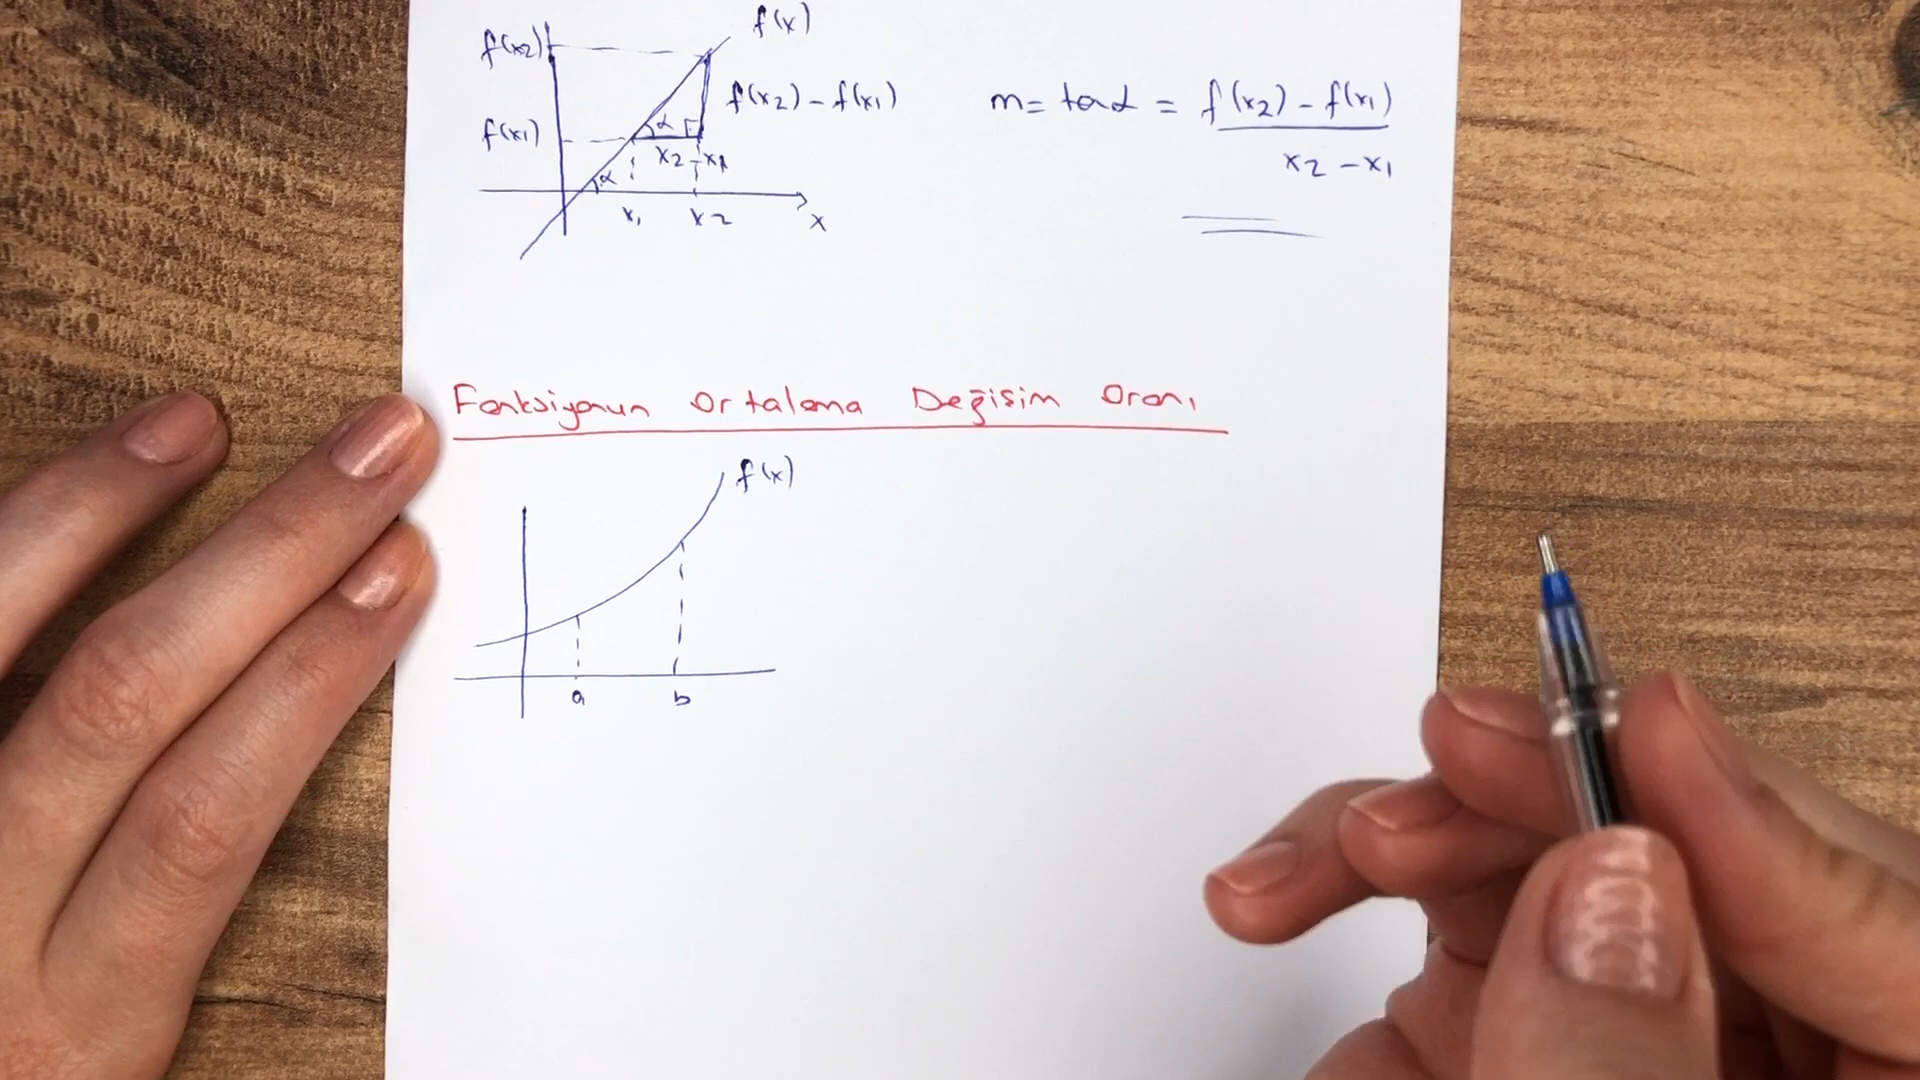 f(x)
f(x2)
f(x2) - f(x1)
m = tanα = f(x2) - f(x1)
x2 - x1
f(x1)
α
x2 - x1
α
x1 x2 x
Fonksiyonun Ortalama Değişim Oranı
f(x)
a b